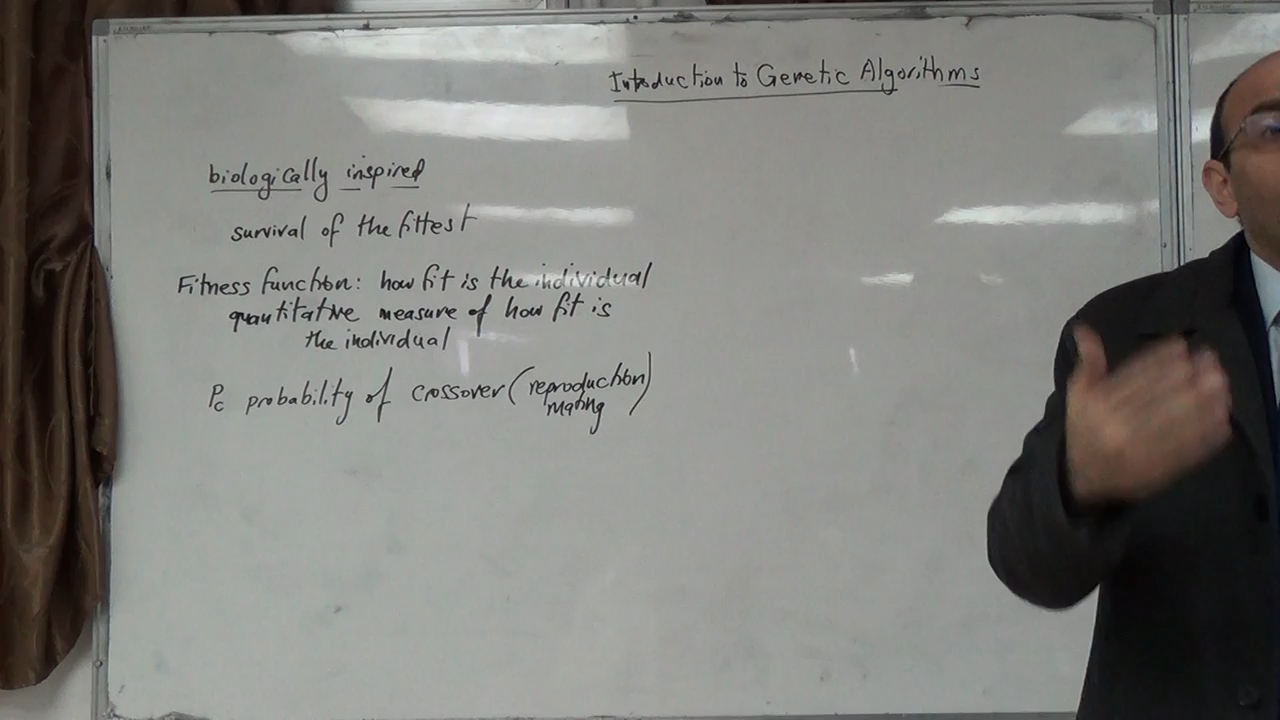 Introduction to Genetic Algorithms
biologically inspired
survival of the fittest
Fitness function: how fit is the individual
quantitative measure of how fit is
the individual
Pc probability of crossover (reproduction)
mating